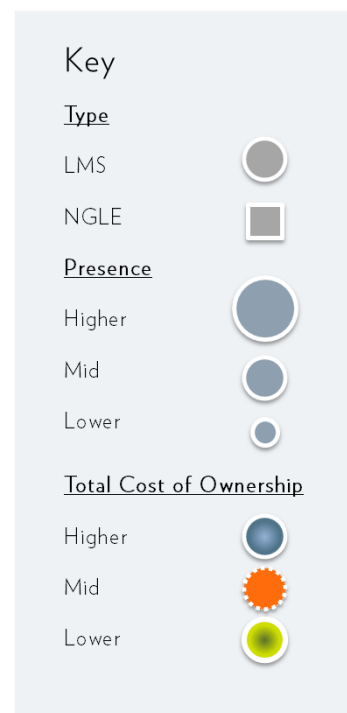 Key
Type
LMS
NGLE
Presence
Higher
Mid
Lower
Total Cost of Ownership
Higher
Mid
Lower